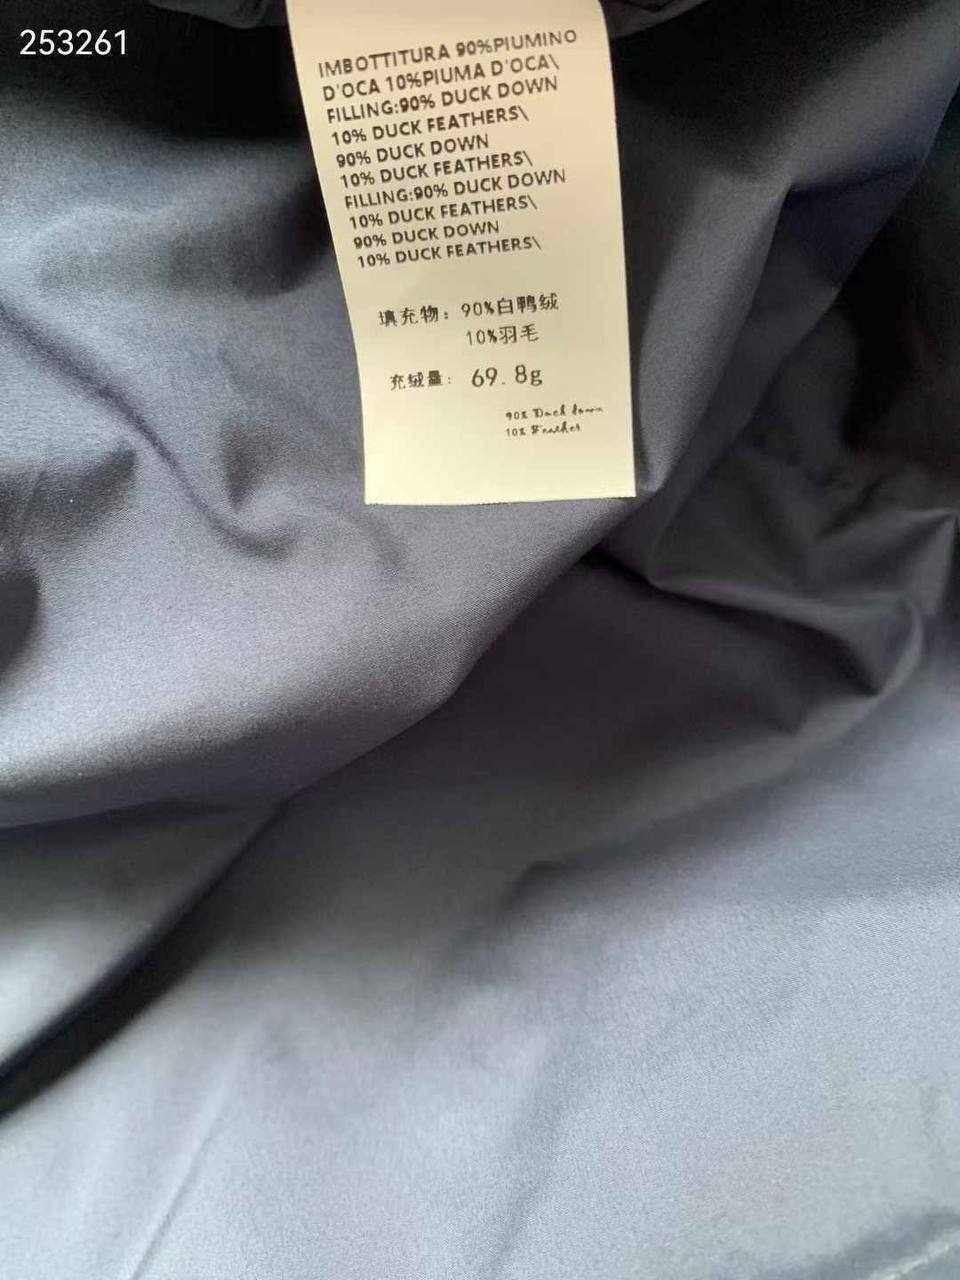 253261
IMBOTTITURA 90%PIUMINO
D'OCA 10%PIUMA D'OCA\
FILLING:90% DUCK DOWN
10% DUCK FEATHERS\
90% DUCK DOWN
10% DUCK FEATHERS\
FILLING:90% DUCK DOWN
10% DUCK FEATHERS\
90% DUCK DOWN
10% DUCK FEATHERS\
填充物：90%白鸭绒
10%羽毛
充绒量：69.8g
90% Duck down
10% Feather